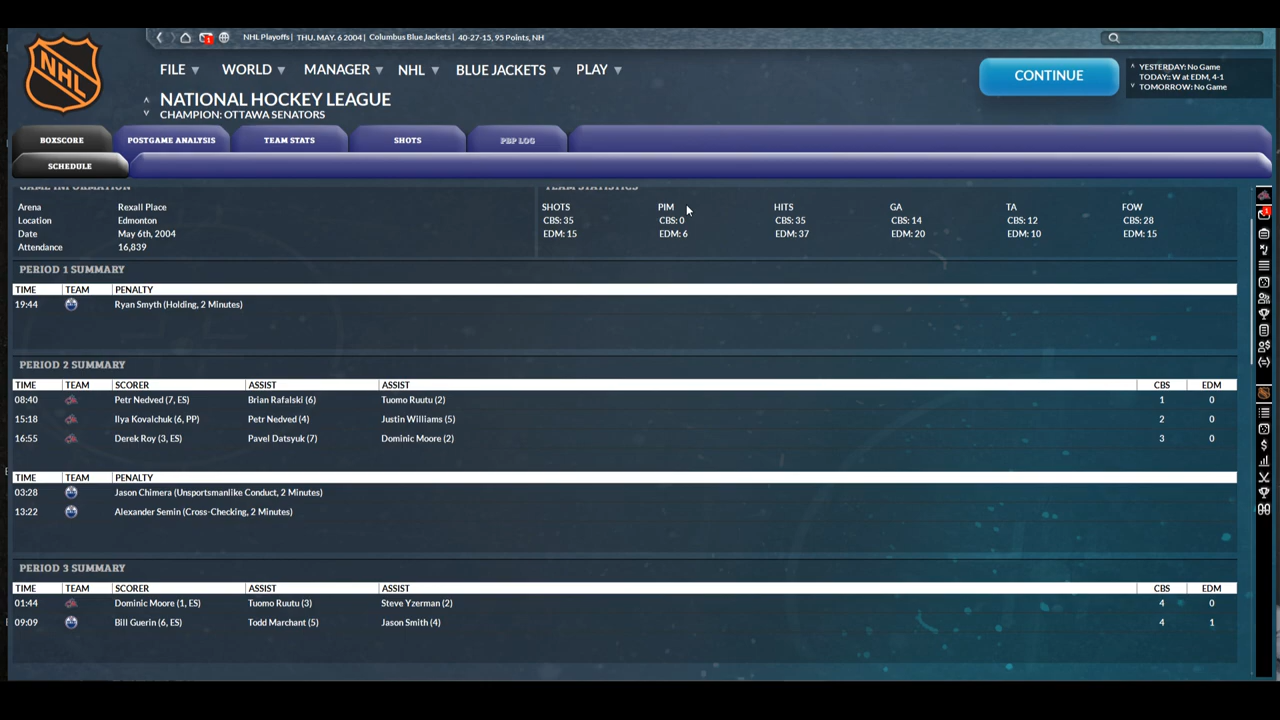 NHL Playoffs | THU. MAY. 6 2004 | Columbus Blue Jackets | 40-27-15, 95 Points, NH
NHL
FILE WORLD MANAGER NHL BLUE JACKETS PLAY
CONTINUE
YESTERDAY: No Game
TODAY: W at EDM, 4-1
TOMORROW: No Game
NATIONAL HOCKEY LEAGUE
CHAMPION: OTTAWA SENATORS
BOXSCORE POSTGAME ANALYSIS TEAM STATS SHOTS PBP LOG
SCHEDULE
GAME INFORMATION TEAM STATISTICS
Arena Rexall Place
Location Edmonton
Date May 6th, 2004
Attendance 16,839
SHOTS PIM HITS GA TA FOW
CBS: 35 CBS: 0 CBS: 35 CBS: 14 CBS: 12 CBS: 28
EDM: 15 EDM: 6 EDM: 37 EDM: 20 EDM: 10 EDM: 15
PERIOD 1 SUMMARY
TIME TEAM PENALTY
19:44 Ryan Smyth (Holding, 2 Minutes)
PERIOD 2 SUMMARY
TIME TEAM SCORER ASSIST ASSIST CBS EDM
08:40 Petr Nedved (7, ES) Brian Rafalski (6) Tuomo Ruutu (2) 1 0
15:18 Ilya Kovalchuk (6, PP) Petr Nedved (4) Justin Williams (5) 2 0
16:55 Derek Roy (3, ES) Pavel Datsyuk (7) Dominic Moore (2) 3 0
TIME TEAM PENALTY
03:28 Jason Chimera (Unsportsmanlike Conduct, 2 Minutes)
13:22 Alexander Semin (Cross-Checking, 2 Minutes)
PERIOD 3 SUMMARY
TIME TEAM SCORER ASSIST ASSIST CBS EDM
01:44 Dominic Moore (1, ES) Tuomo Ruutu (3) Steve Yzerman (2) 4 0
09:09 Bill Guerin (6, ES) Todd Marchant (5) Jason Smith (4) 4 1